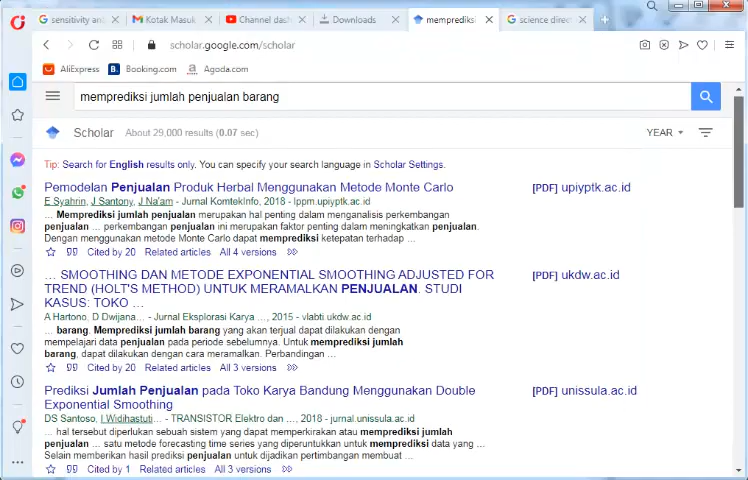 sensitivity an
Kotak Masuk
Channel dash
Downloads
memprediksi
science direct
scholar.google.com/scholar
AliExpress
Booking.com
Agoda.com
memprediksi jumlah penjualan barang
Scholar
About 29,000 results (0.07 sec)
YEAR
Tip: Search for English results only. You can specify your search language in Scholar Settings.
Pemodelan Penjualan Produk Herbal Menggunakan Metode Monte Carlo
[PDF] upiyptk.ac.id
E Syahrin, J Santony, J Na'am - Jurnal KomtekInfo, 2018 - lppm.upiyptk.ac.id
... Memprediksi jumlah penjualan merupakan hal penting dalam menganalisis perkembangan
penjualan ... perkembangan penjualan ini merupakan faktor penting dalam meningkatkan penjualan.
Dengan menggunakan metode Monte Carlo dapat memprediksi ketepatan terhadap ...
Cited by 20 Related articles All 4 versions
... SMOOTHING DAN METODE EXPONENTIAL SMOOTHING ADJUSTED FOR
[PDF] ukdw.ac.id
TREND (HOLT'S METHOD) UNTUK MERAMALKAN PENJUALAN. STUDI
KASUS: TOKO ...
A Hartono, D Dwijana... - Jurnal Eksplorasi Karya ..., 2015 - vlabti ukdw.ac.id
... barang. Memprediksi jumlah barang yang akan terjual dapat dilakukan dengan
mempelajari data penjualan pada periode sebelumnya. Untuk memprediksi jumlah
barang, dapat dilakukan dengan cara meramalkan. Perbandingan ...
Cited by 20 Related articles All 3 versions
Prediksi Jumlah Penjualan pada Toko Karya Bandung Menggunakan Double
[PDF] unissula.ac.id
Exponential Smoothing
DS Santoso, I Widihastuti... - TRANSISTOR Elektro dan ..., 2018 - jurnal.unissula.ac.id
... hal tersebut diperlukan sebuah sistem yang dapat memperkirakan atau memprediksi jumlah
penjualan ... satu metode forecasting time series yang diperuntukkan untuk memprediksi data yang ...
Selain memberikan hasil prediksi penjualan untuk dijadikan pertimbangan membuat ...
Cited by 1 Related articles All 3 versions